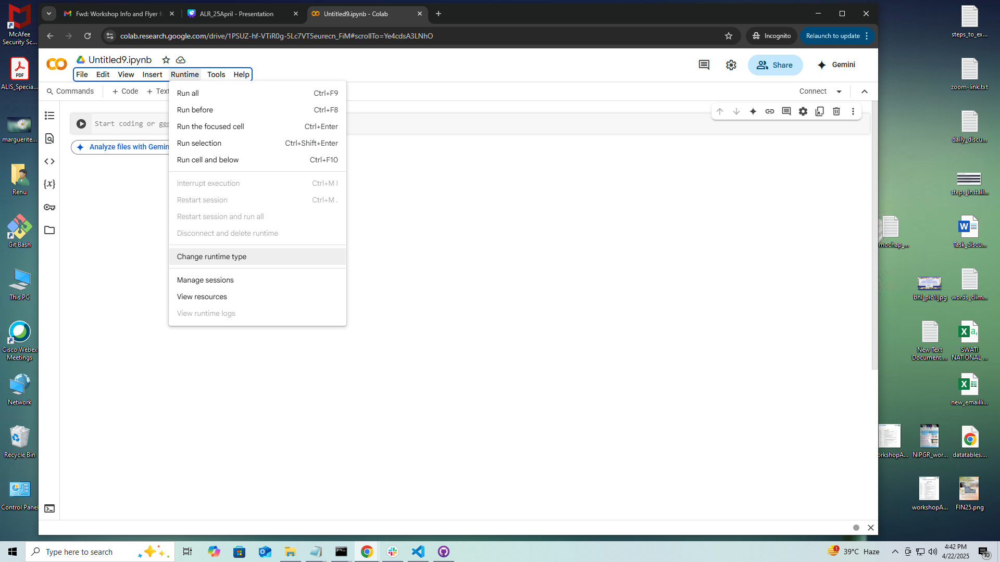 Fwd: Workshop Info and Flyer f
ALR_25April - Presentation
Untitled9.ipynb - Colab
colab.research.google.com/drive/1PSUZ-hf-VTiR0g-5Lc7VT5eurecn_FiM#scrollTo=Ye4cdsA3LNhO
Incognito
Relaunch to update
Untitled9.ipynb
File Edit View Insert Runtime Tools Help
Share
Gemini
Commands
+ Code
+ Text
Connect
Start coding or ger
Analyze files with Gemin
Run all Ctrl+F9
Run before Ctrl+F8
Run the focused cell Ctrl+Enter
Run selection Ctrl+Shift+Enter
Run cell and below Ctrl+F10
Interrupt execution Ctrl+M I
Restart session Ctrl+M .
Restart session and run all
Disconnect and delete runtime
Change runtime type
Manage sessions
View resources
View runtime logs
McAfee
Security Sc...
PDF
ALIS_Specia...
marguerite...
Renu
Git Bash
This PC
Cisco Webex
Meetings
Network
Recycle Bin
Control Panel
steps_to_ex...
zoom-link.txt
daily_discu...
steps_install...
mochap_...
Task_discu...
bhl_pic1.jpg
words_clim...
New Text
Document....
SWATI
NATIONAL ...
new_emailli...
orkshopA...
NIPGR_wor...
datatables....
workshopA...
FIN25.png
Type here to search
1
39°C Haze
4:42 PM
4/22/2025
10